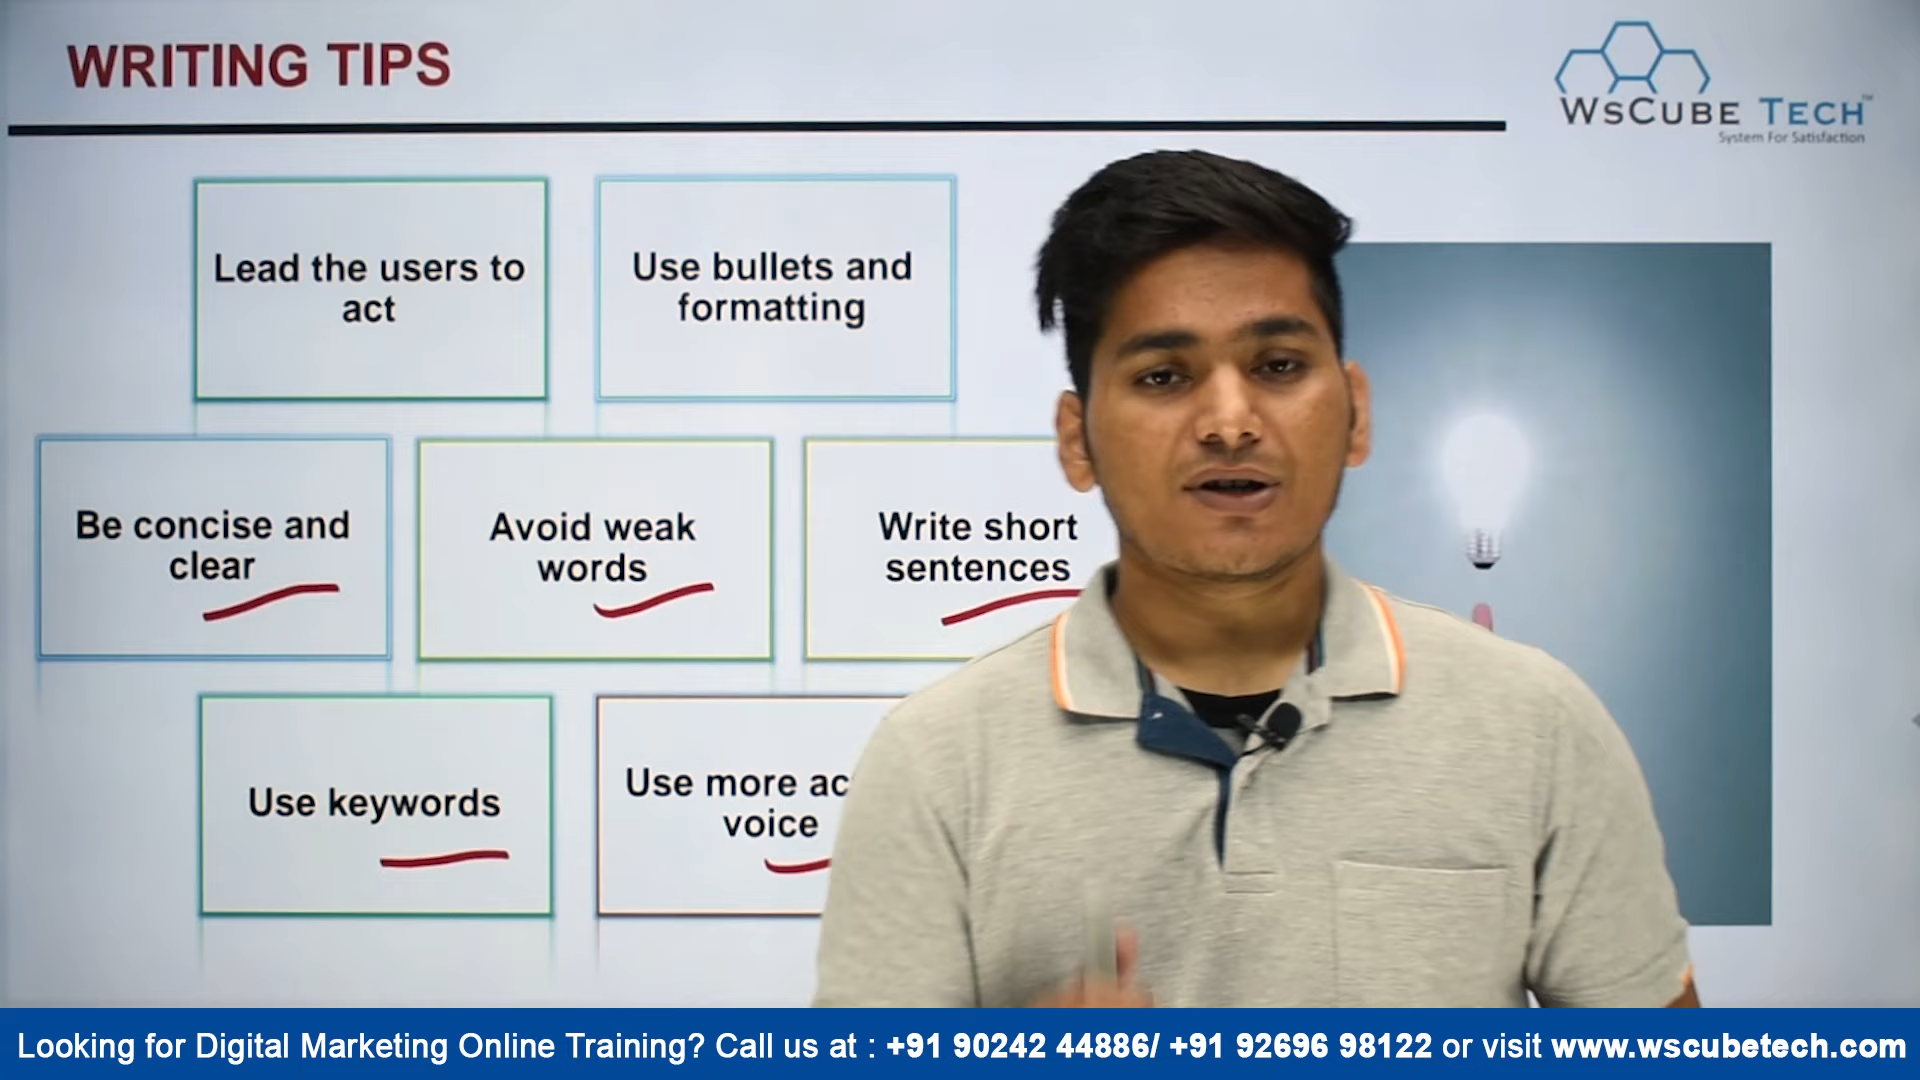 WRITING TIPS
WSCUBE TECH™
System For Satisfaction
Lead the users to
act
Use bullets and
formatting
Be concise and
clear
Avoid weak
words
Write short
sentences
Use keywords
Use more
voice
Looking for Digital Marketing Online Training? Call us at : +91 90242 44886/ +91 92696 98122 or visit www.wscubetech.com